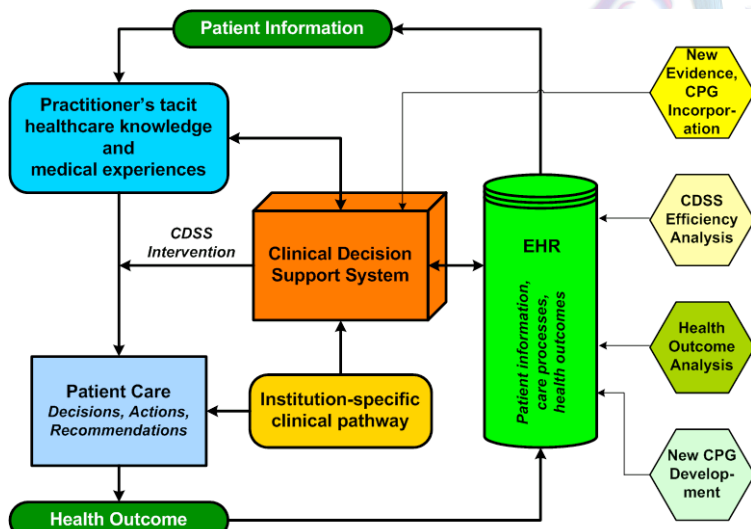 Patient Information
Practitioner's tacit
healthcare knowledge
and
medical experiences
New
Evidence,
CPG
Incorpor-
ation
CDSS
Efficiency
Analysis
CDSS
Intervention
Clinical Decision
Support System
EHR
Patient information,
care processes,
health outcomes
Health
Outcome
Analysis
Patient Care
Decisions, Actions,
Recommendations
Institution-specific
clinical pathway
New CPG
Develop-
ment
Health Outcome